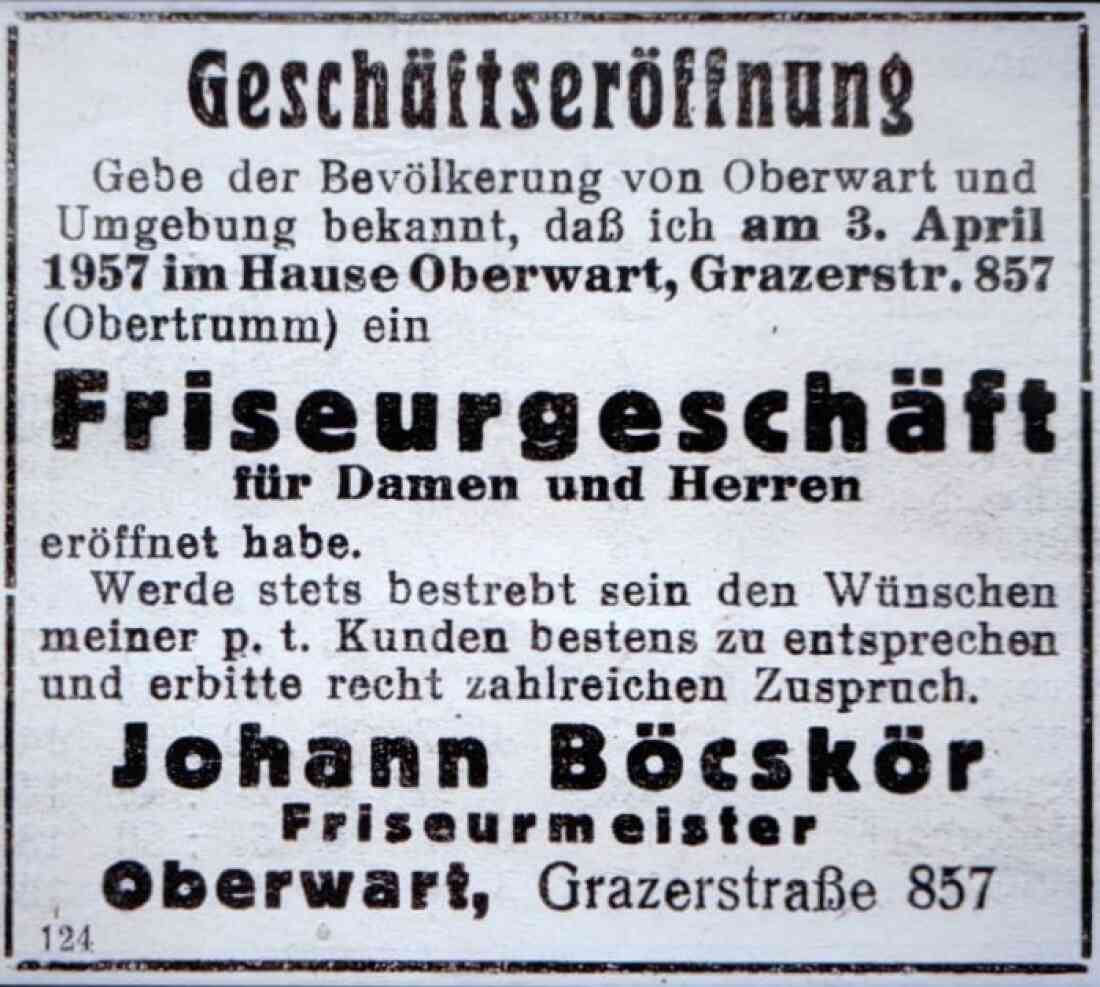 Geschäftseröffnung
Gebe der Bevölkerung von Oberwart und
Umgebung bekannt, daß ich am 3. April
1957 im Hause Oberwart, Grazerstr. 857
(Obertrumm) ein
Friseurgeschäft
für Damen und Herren
eröffnet habe.
Werde stets bestrebt sein den Wünschen
meiner p. t. Kunden bestens zu entsprechen
und erbitte recht zahlreichen Zuspruch.
Johann Böcskör
Friseurmeister
Oberwart, Grazerstraße 857
124